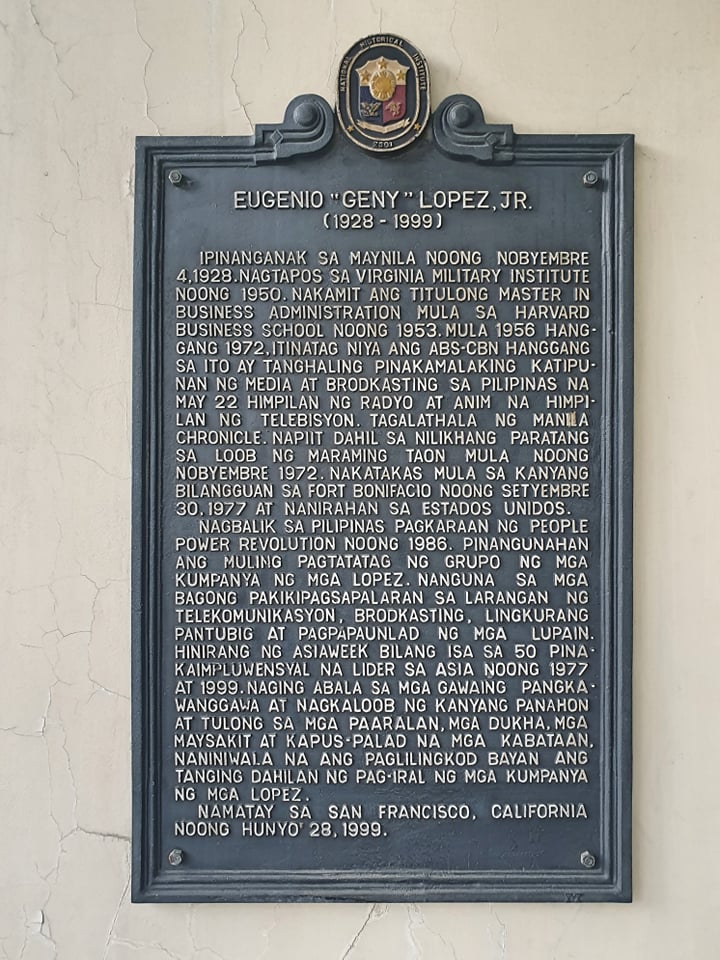 NATIONAL HISTORICAL INSTITUTE
2003
EUGENIO "GENY" LOPEZ, JR.
(1928 - 1999)
IPINANGANAK SA MAYNILA NOONG NOBYEMBRE
4,1928. NAGTAPOS SA VIRGINIA MILITARY INSTITUTE
NOONG 1950. NAKAMIT ANG TITULONG MASTER IN
BUSINESS ADMINISTRATION MULA SA HARVARD
BUSINESS SCHOOL NOONG 1953. MULA 1956 HANG-
GANG 1972, ITINATAG NIYA ANG ABS-CBN HANGGANG
SA ITO AY TANGHALING PINAKAMALAKING KATIPU-
NAN NG MEDIA AT BRODKASTING SA PILIPINAS NA
MAY 22 HIMPILAN NG RADYO AT ANIM NA HIMPI-
LAN NG TELEBISYON. TAGALATHALA NG MANILA
CHRONICLE. NAPIIT DAHIL SA NILIKHANG PARATANG
SA LOOB NG MARAMING TAON MULA NOONG
NOBYEMBRE 1972. NAKATAKAS MULA SA KANYANG
BILANGGUAN SA FORT BONIFACIO NOONG SETYEMBRE
30, 1977 AT NANIRAHAN SA ESTADOS UNIDOS.
NAGBALIK SA PILIPINAS PAGKARAAN NG PEOPLE
POWER REVOLUTION NOONG 1986. PINANGUNAHAN
ANG MULING PAGTATATAG NG GRUPO NG MGA
KUMPANYA NG MGA LOPEZ. NANGUNA SA MGA
BAGONG PAKIKIPAGSAPALARAN SA LARANGAN NG
TELEKOMUNIKASYON, BRODKASTING, LINGKURANG
PANTUBIG AT PAGPAPAUNLAD NG MGA LUPAIN.
HINIRANG NG ASIAWEEK BILANG ISA SA 50 PINA-
KAIMPLUWENSYAL NA LIDER SA ASIA NOONG 1977
AT 1999. NAGING ABALA SA MGA GAWAING PANGKA-
WANGGAWA AT NAGKALOOB NG KANYANG PANAHON
AT TULONG SA MGA PAARALAN, MGA DUKHA, MGA
MAYSAKIT AT KAPUS-PALAD NA MGA KABATAAN,
NANINIWALA NA ANG PAGLILINGKOD BAYAN ANG
TANGING DAHILAN NG PAG-IRAL NG MGA KUMPANYA
NG MGA LOPEZ.
NAMATAY SA SAN FRANCISCO, CALIFORNIA
NOONG HUNYO 28, 1999.